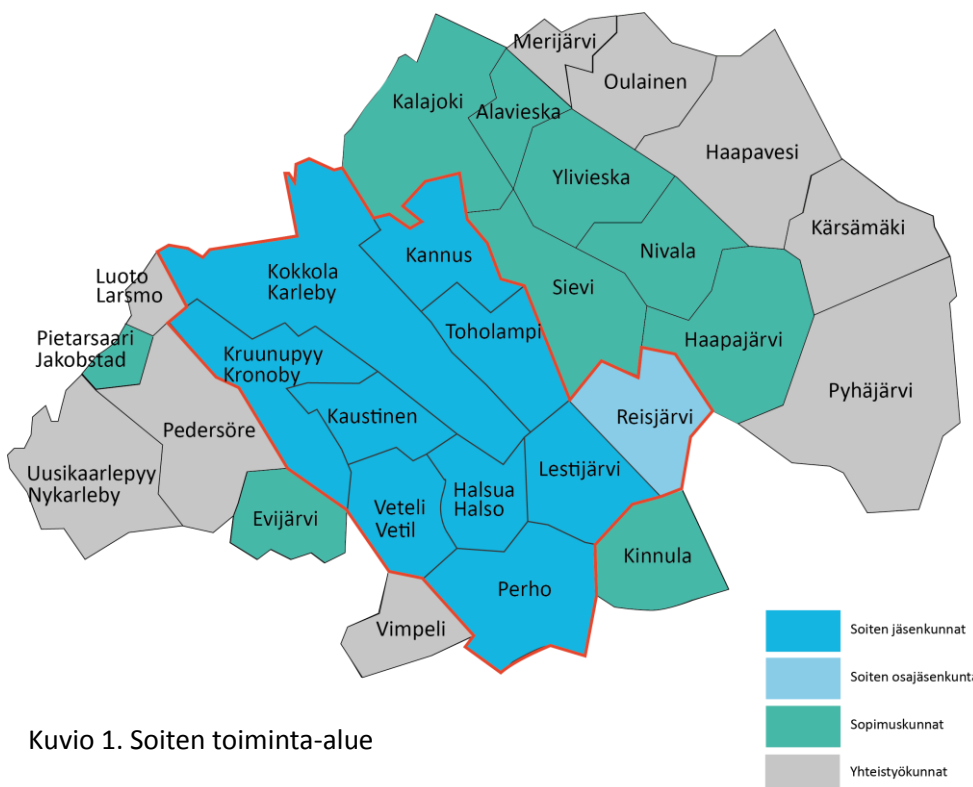 Merijärvi
Oulainen
Kalajoki
Alavieska
Haapavesi
Ylivieska
Kärsämäki
Kannus
Nivala
Luoto
Larsmo
Kokkola
Karleby
Sievi
Toholampi
Haapajärvi
Pietarsaari
Jakobstad
Kruunupyy
Kronoby
Pyhäjärvi
Kaustinen
Reisjärvi
Pedersöre
Lestijärvi
Uusikaarlepyy
Nykarleby
Veteli
Vetil
Halsua
Halso
Evijärvi
Kinnula
Perho
Vimpeli
Soiten jäsenkunnat
Soiten osajäsenkunta
Sopimuskunnat
Yhteistyökunnat
Kuvio 1. Soiten toiminta-alue